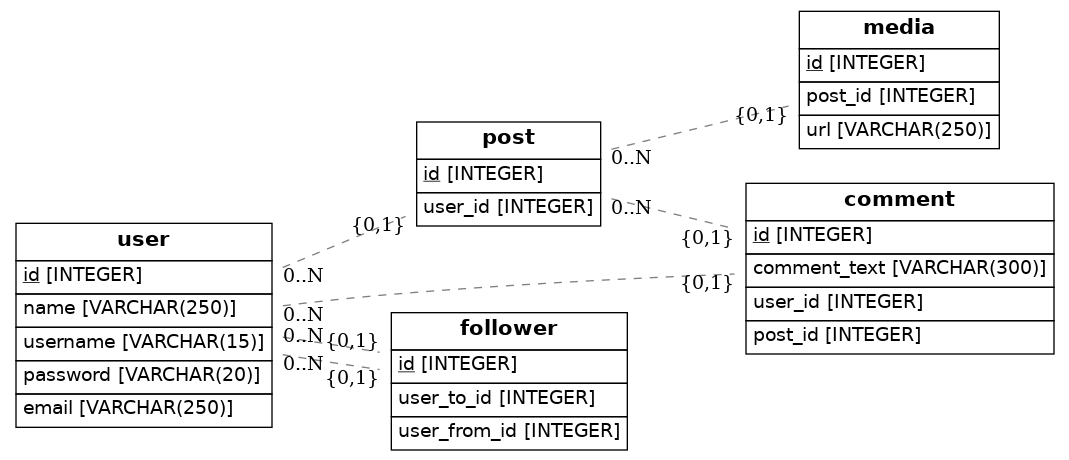 media
id [INTEGER]
post_id [INTEGER]
url [VARCHAR(250)]
{0,1}
0..N
post
id [INTEGER]
user_id [INTEGER]
0..N
{0,1}
comment
id [INTEGER]
comment_text [VARCHAR(300)]
user_id [INTEGER]
post_id [INTEGER]
{0,1}
0..N
{0,1}
0..N
user
id [INTEGER]
name [VARCHAR(250)]
username [VARCHAR(15)]
password [VARCHAR(20)]
email [VARCHAR(250)]
0..N
{0,1}
0..N
{0,1}
follower
id [INTEGER]
user_to_id [INTEGER]
user_from_id [INTEGER]